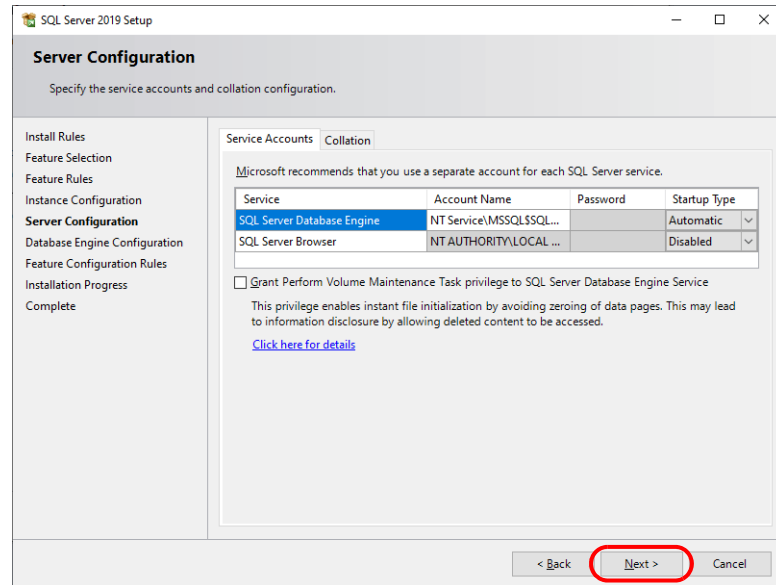 SQL Server 2019 Setup
Server Configuration
Specify the service accounts and collation configuration.
Install Rules
Feature Selection
Feature Rules
Instance Configuration
Server Configuration
Database Engine Configuration
Feature Configuration Rules
Installation Progress
Complete
Service Accounts Collation
Microsoft recommends that you use a separate account for each SQL Server service.
Service Account Name Password Startup Type
SQL Server Database Engine NT Service\MSSQL$SQL... Automatic
SQL Server Browser NT AUTHORITY\LOCAL ... Disabled
Grant Perform Volume Maintenance Task privilege to SQL Server Database Engine Service
This privilege enables instant file initialization by avoiding zeroing of data pages. This may lead
to information disclosure by allowing deleted content to be accessed.
Click here for details
< Back Next > Cancel